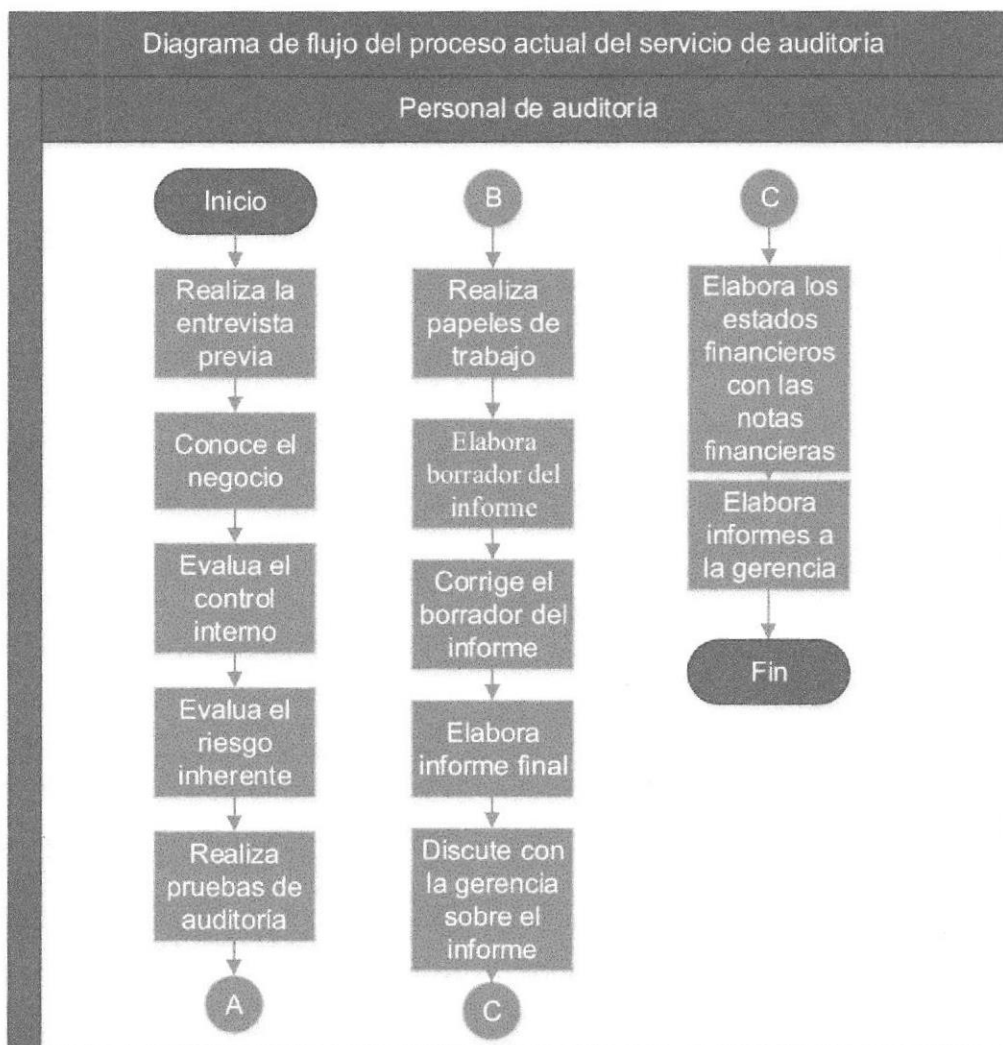 Diagrama de flujo del proceso actual del servicio de auditoría
Personal de auditoría
Inicio
Realiza la
entrevista
previa
Conoce el
negocio
Evalua el
control
interno
Evalua el
riesgo
inherente
Realiza
pruebas de
auditoría
A
B
Realiza
papeles de
trabajo
Elabora
borrador del
informe
Corrige el
borrador del
informe
Elabora
informe final
Discute con
la gerencia
sobre el
informe
C
C
Elabora los
estados
financieros
con las
notas
financieras
Elabora
informes a
la gerencia
Fin